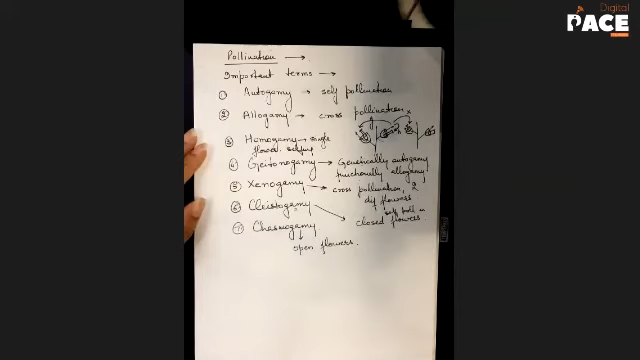 Digital
PACE
Pollination →
Important terms →
① Autogamy → self pollination
② Allogamy → cross pollination
③ Homogamy → single
flower. selfing
④ Geitonogamy → Genetically autogamy
functionally allogamy
⑤ Xenogamy → cross pollination, 2
dif flowers
⑥ Cleistogamy → self poll in
closed flowers
⑦ Chasmogamy
↓
open flowers.